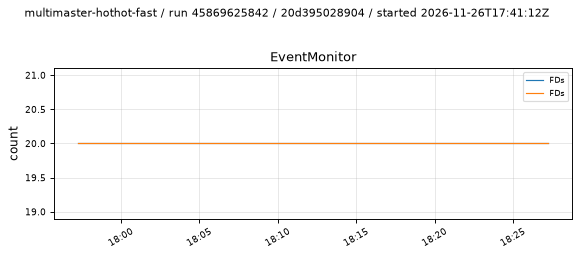 multimaster-hothot-fast / run 45869625842 / 20d395028904 / started 2026-11-26T17:41:12Z
EventMonitor
21.0
20.5
20.0
19.5
19.0
count
FDs
FDs
18:00
18:05
18:10
18:15
18:20
18:25